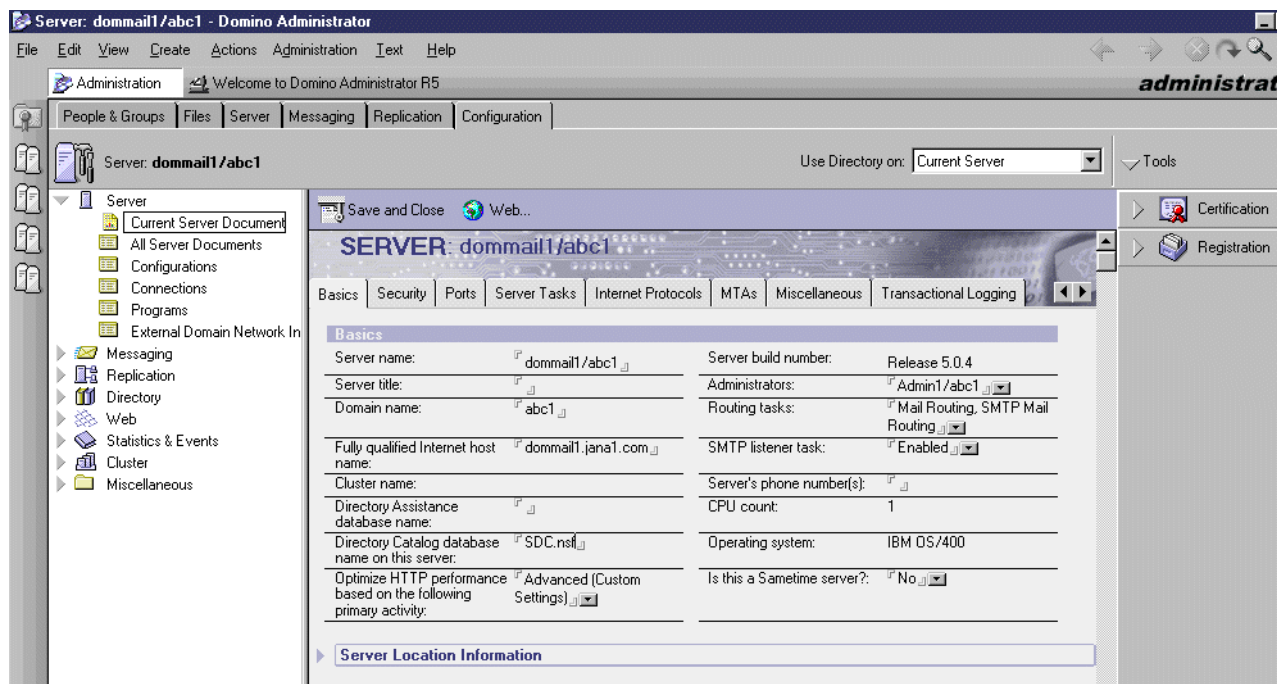 Server: dommail1/abc1 - Domino Administrator
File Edit View Create Actions Administration Text Help
Administration Welcome to Domino Administrator R5 administrat
People & Groups Files Server Messaging Replication Configuration
Server: dommail1/abc1 Use Directory on: Current Server Tools
Server
Current Server Document
All Server Documents
Configurations
Connections
Programs
External Domain Network In
Messaging
Replication
Directory
Web
Statistics & Events
Cluster
Miscellaneous
Save and Close Web...
SERVER: dommail1/abc1
Basics Security Ports Server Tasks Internet Protocols MTAs Miscellaneous Transactional Logging
Basics
Server name: dommail1/abc1 Server build number: Release 5.0.4
Server title: Administrators: Admin1/abc1
Domain name: abc1 Routing tasks: Mail Routing, SMTP Mail
Routing
Fully qualified Internet host dommail1.jana1.com SMTP listener task: Enabled
name:
Cluster name: Server's phone number(s):
Directory Assistance CPU count: 1
database name:
Directory Catalog database SDC.nsf Operating system: IBM OS/400
name on this server:
Optimize HTTP performance Advanced (Custom Is this a Sametime server?: No
based on the following Settings)
primary activity:
Server Location Information
Certification
Registration